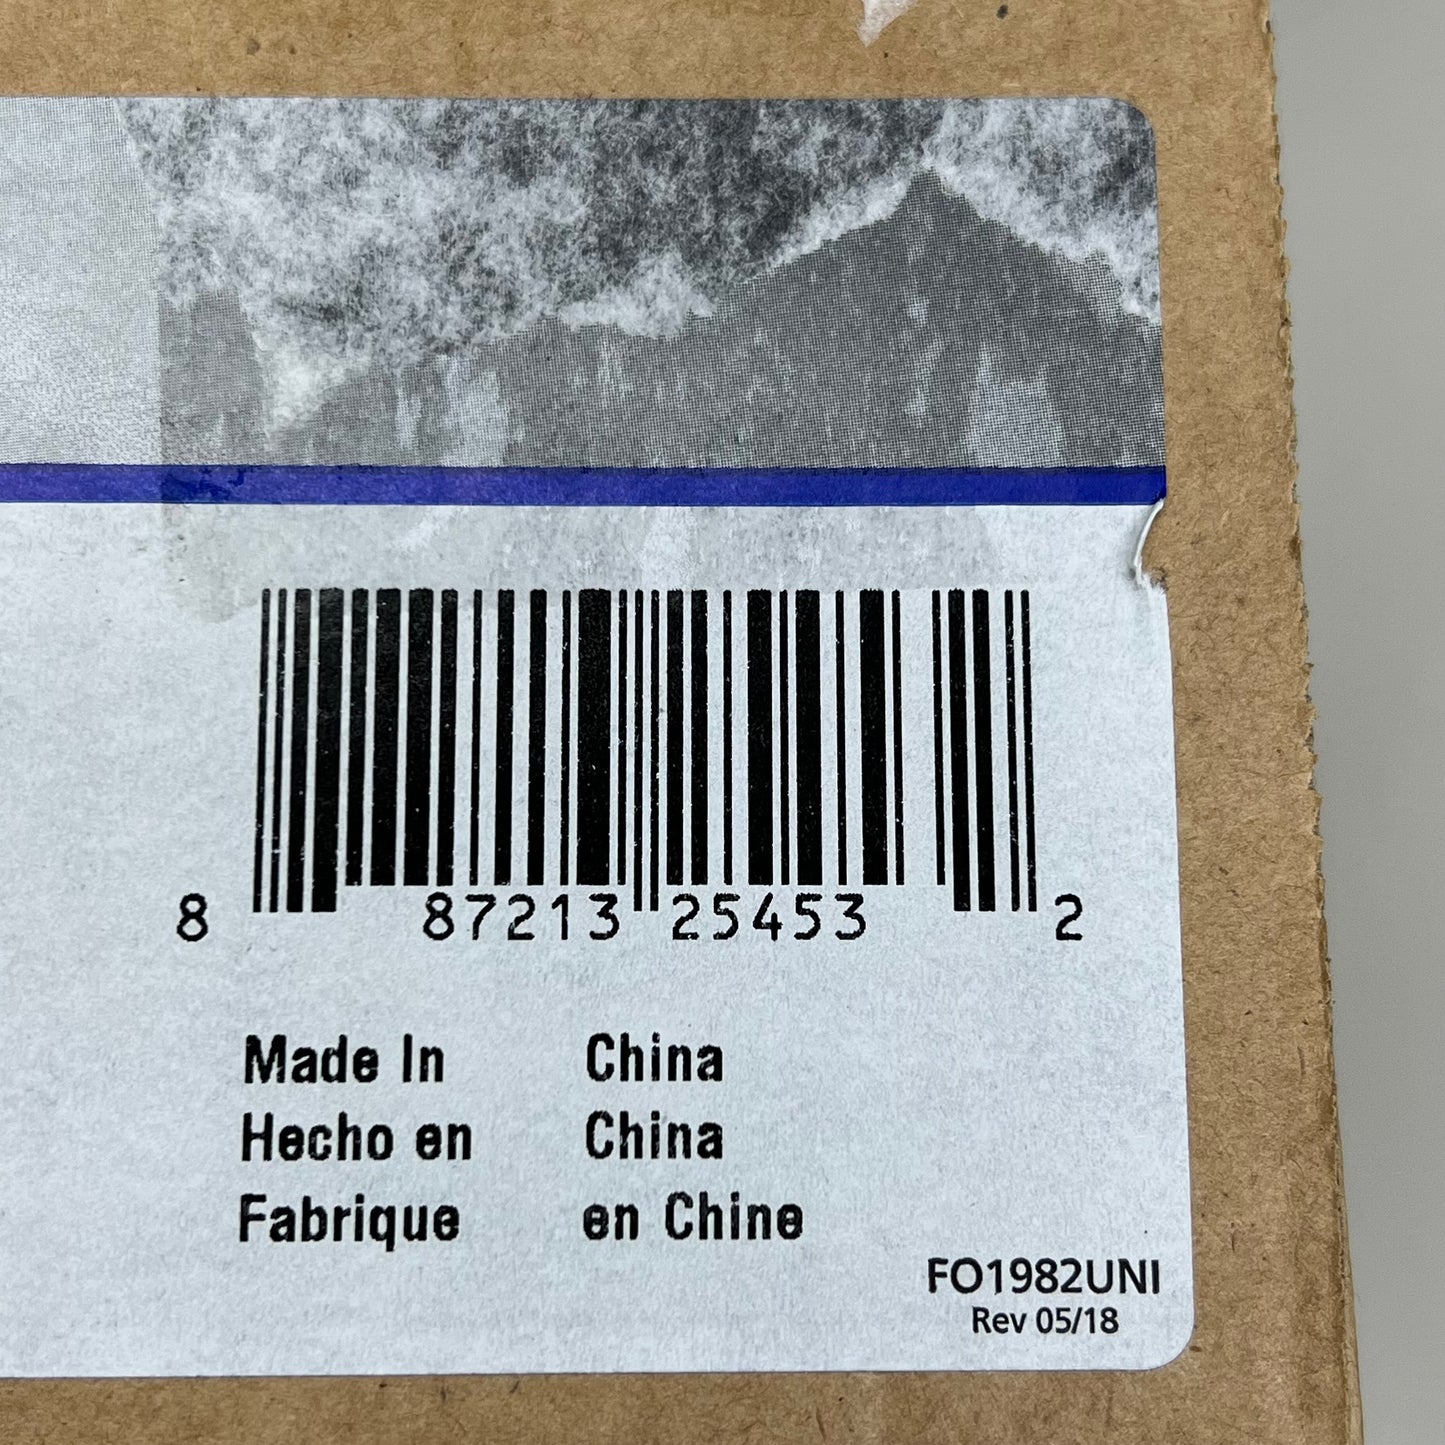 8 87213 25453 2
Made In China
Hecho en China
Fabrique en Chine
FO1982UNI
Rev 05/18